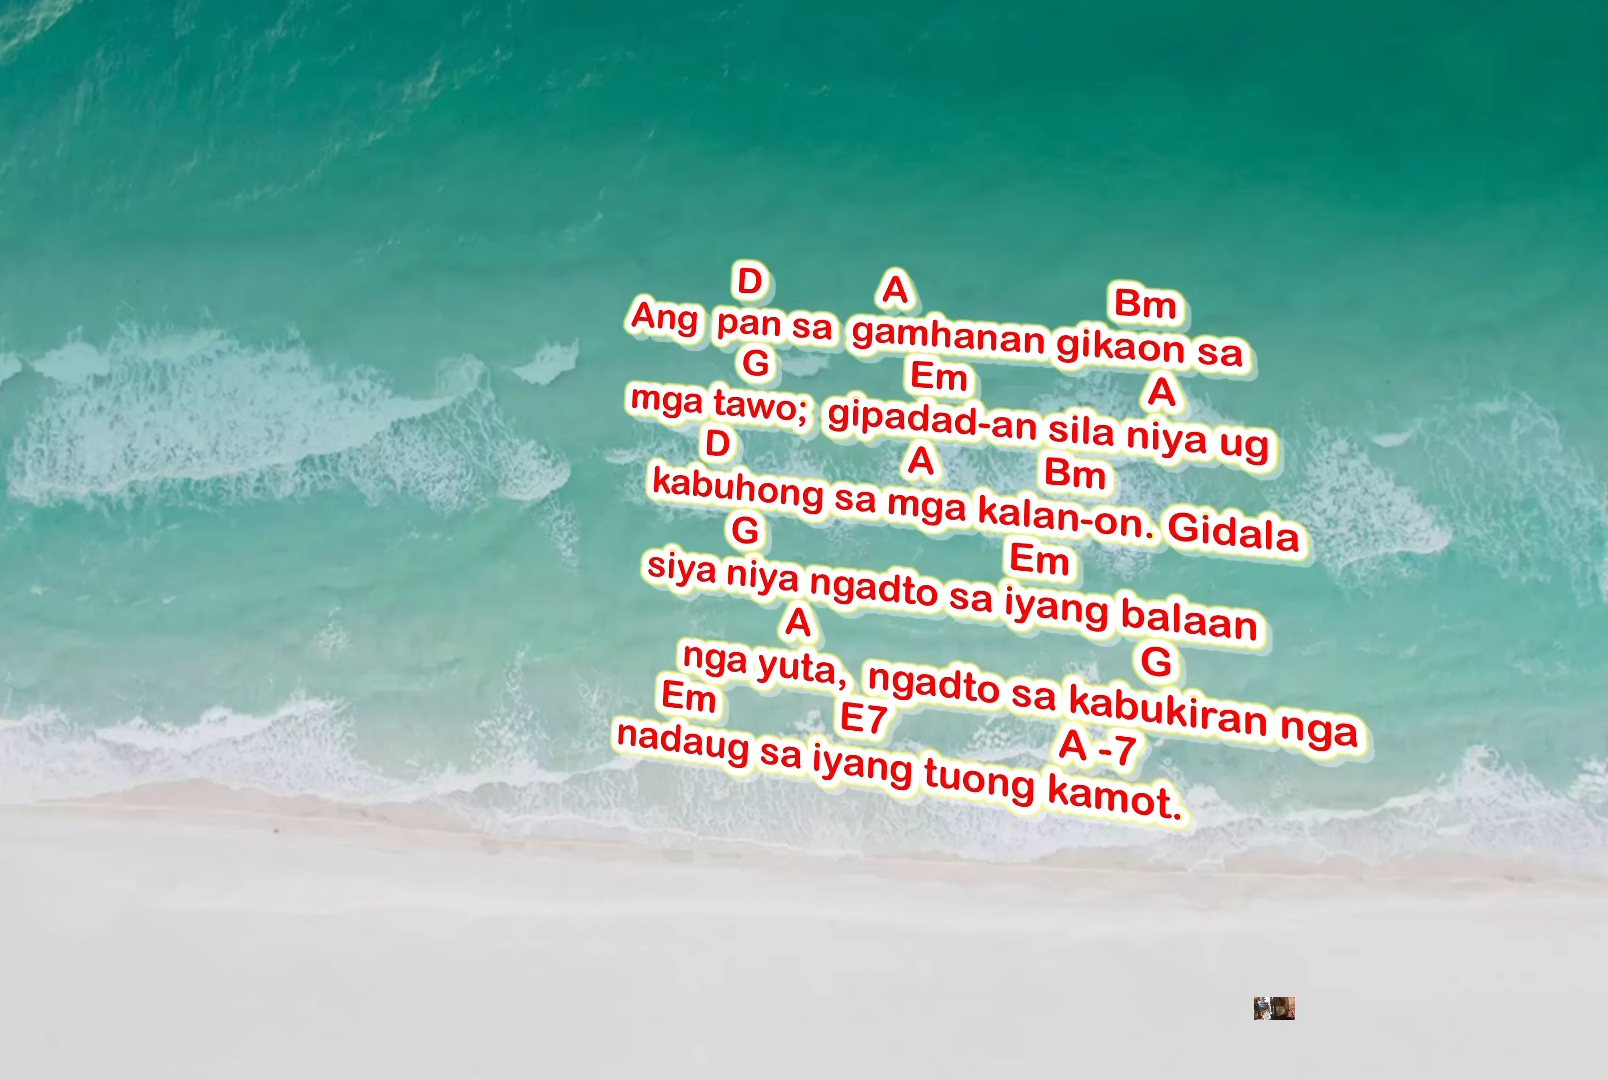 D A Bm
Ang pan sa gamhanan gikaon sa
G Em A
mga tawo; gipadad-an sila niya ug
D A Bm
kabuhong sa mga kalan-on. Gidala
G Em
siya niya ngadto sa iyang balaan
A G
nga yuta, ngadto sa kabukiran nga
Em E7 A -7
nadaug sa iyang tuong kamot.